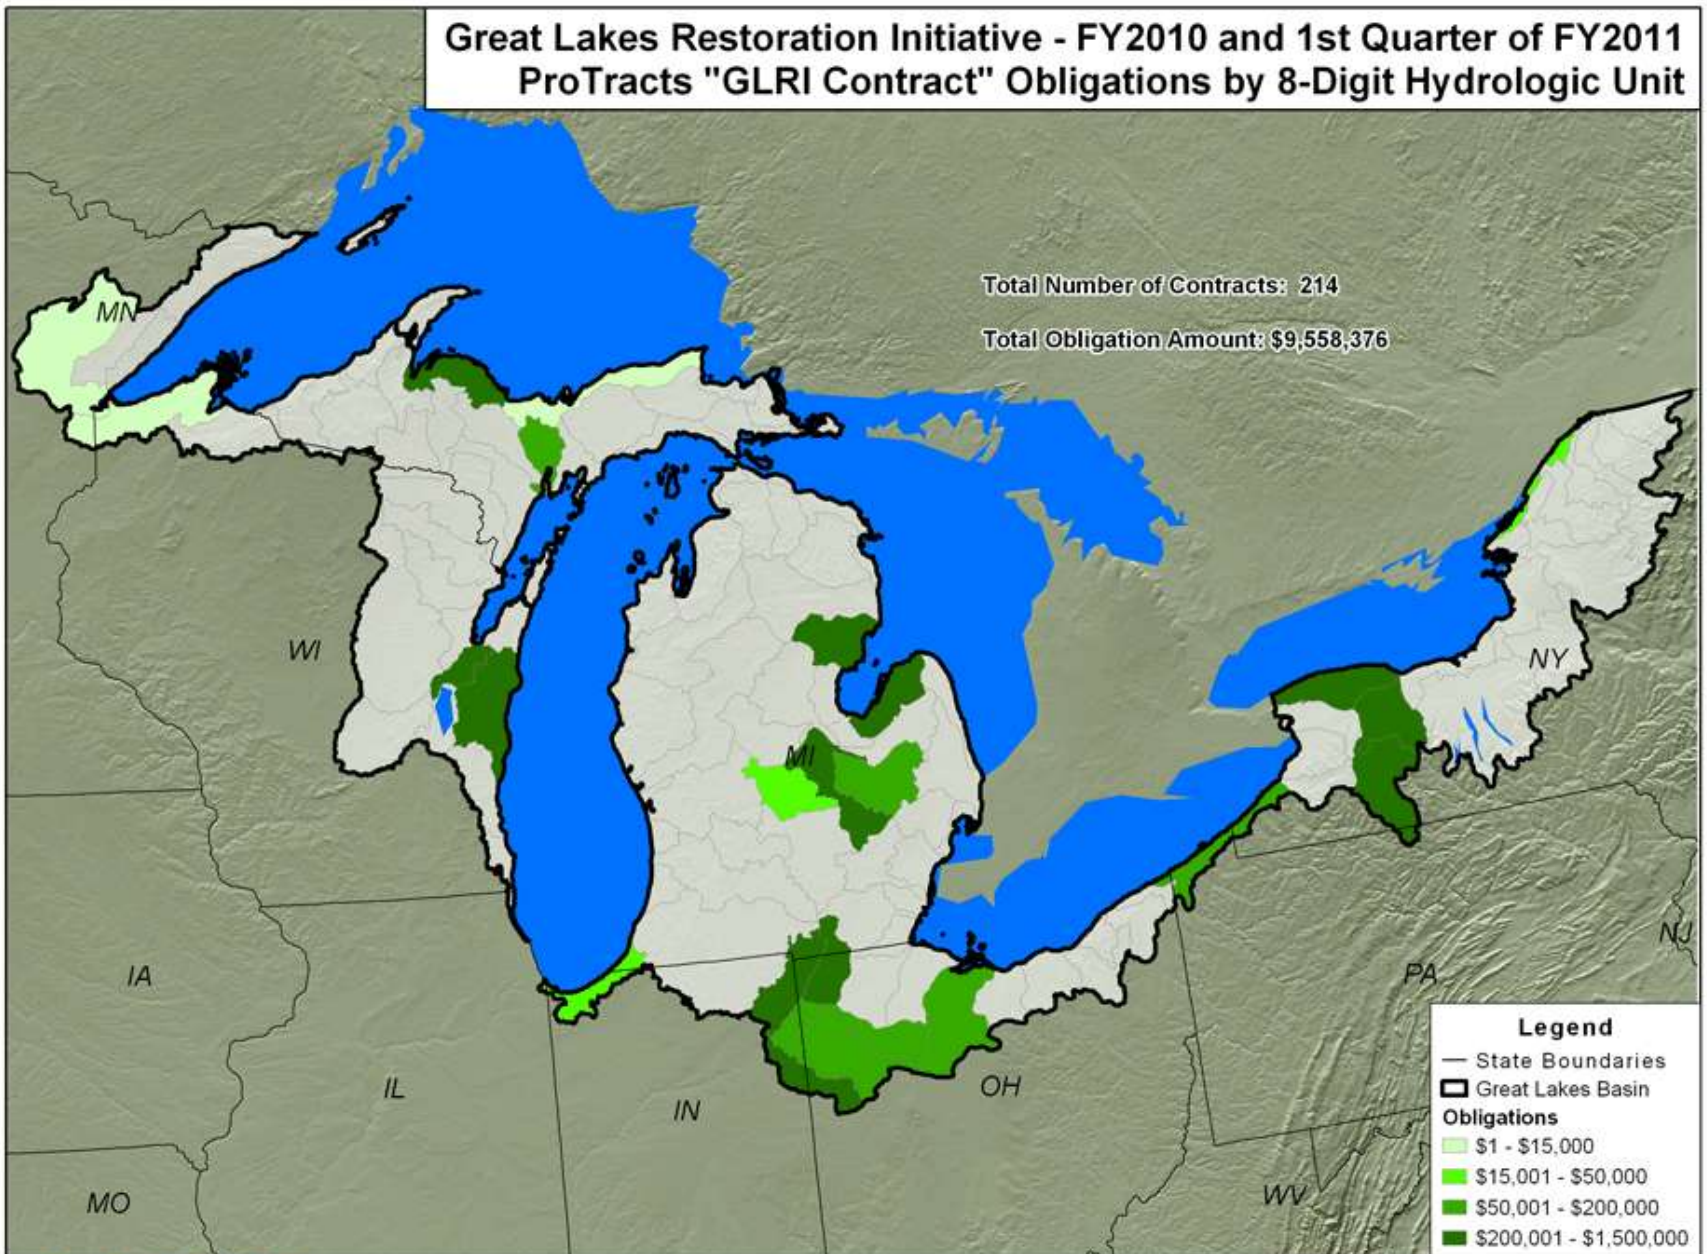 Great Lakes Restoration Initiative - FY2010 and 1st Quarter of FY2011
ProTracts "GLRI Contract" Obligations by 8-Digit Hydrologic Unit
Total Number of Contracts: 214
MN
Total Obligation Amount: $9,558,376
WI
NY
MI
NJ
IA
PA
IL
IN
OH
MO
WV
Legend
State Boundaries
Great Lakes Basin
Obligations
$1 - $15,000
$15,001 - $50,000
$50,001 - $200,000
$200,001 - $1,500,000